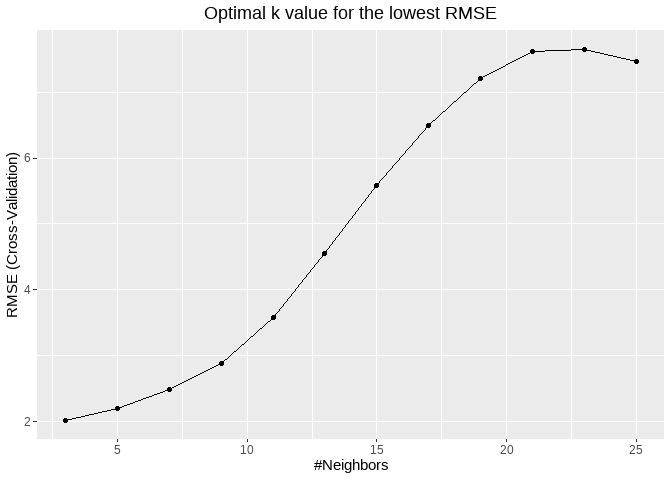 Optimal k value for the lowest RMSE
RMSE (Cross-Validation)
6
4
2
5
10
15
20
25
#Neighbors